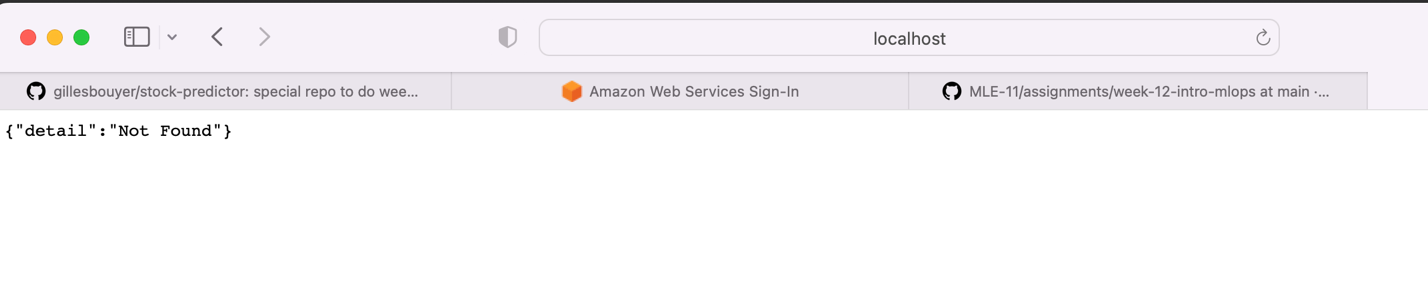 localhost
gillesbouyer/stock-predictor: special repo to do wee...
Amazon Web Services Sign-In
MLE-11/assignments/week-12-intro-mlops at main ·...
{"detail":"Not Found"}